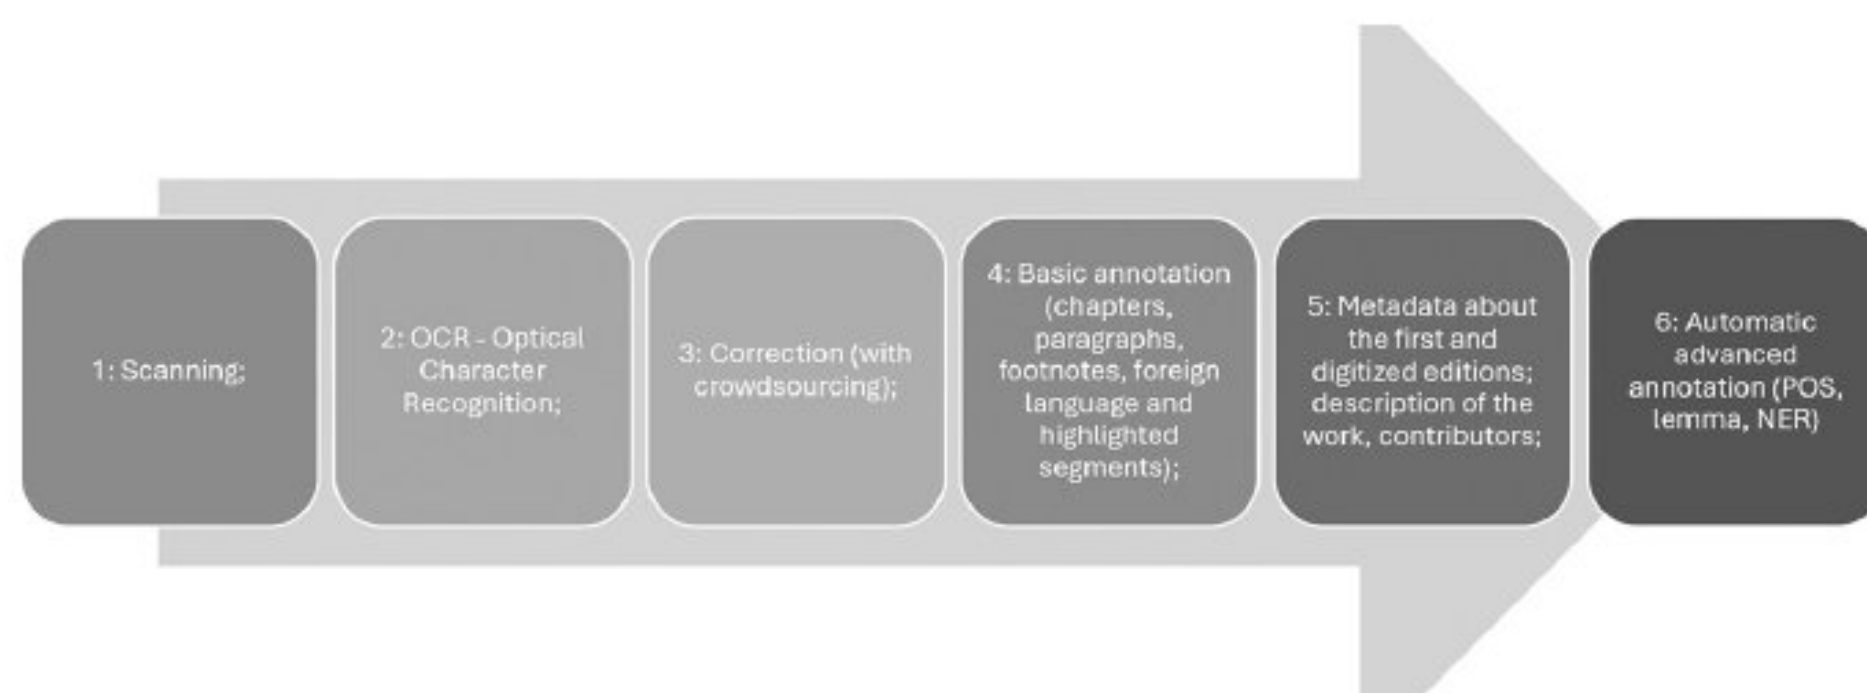 1: Scanning;
2: OCR - Optical
Character
Recognition;
3: Correction (with
crowdsourcing);
4: Basic annotation
(chapters,
paragraphs,
footnotes, foreign
language and
highlighted
segments);
5: Metadada about
the first and
digitized editions;
description of the
work, contributors;
6: Automatic
advanced
annotation (POS,
lemma, NER)